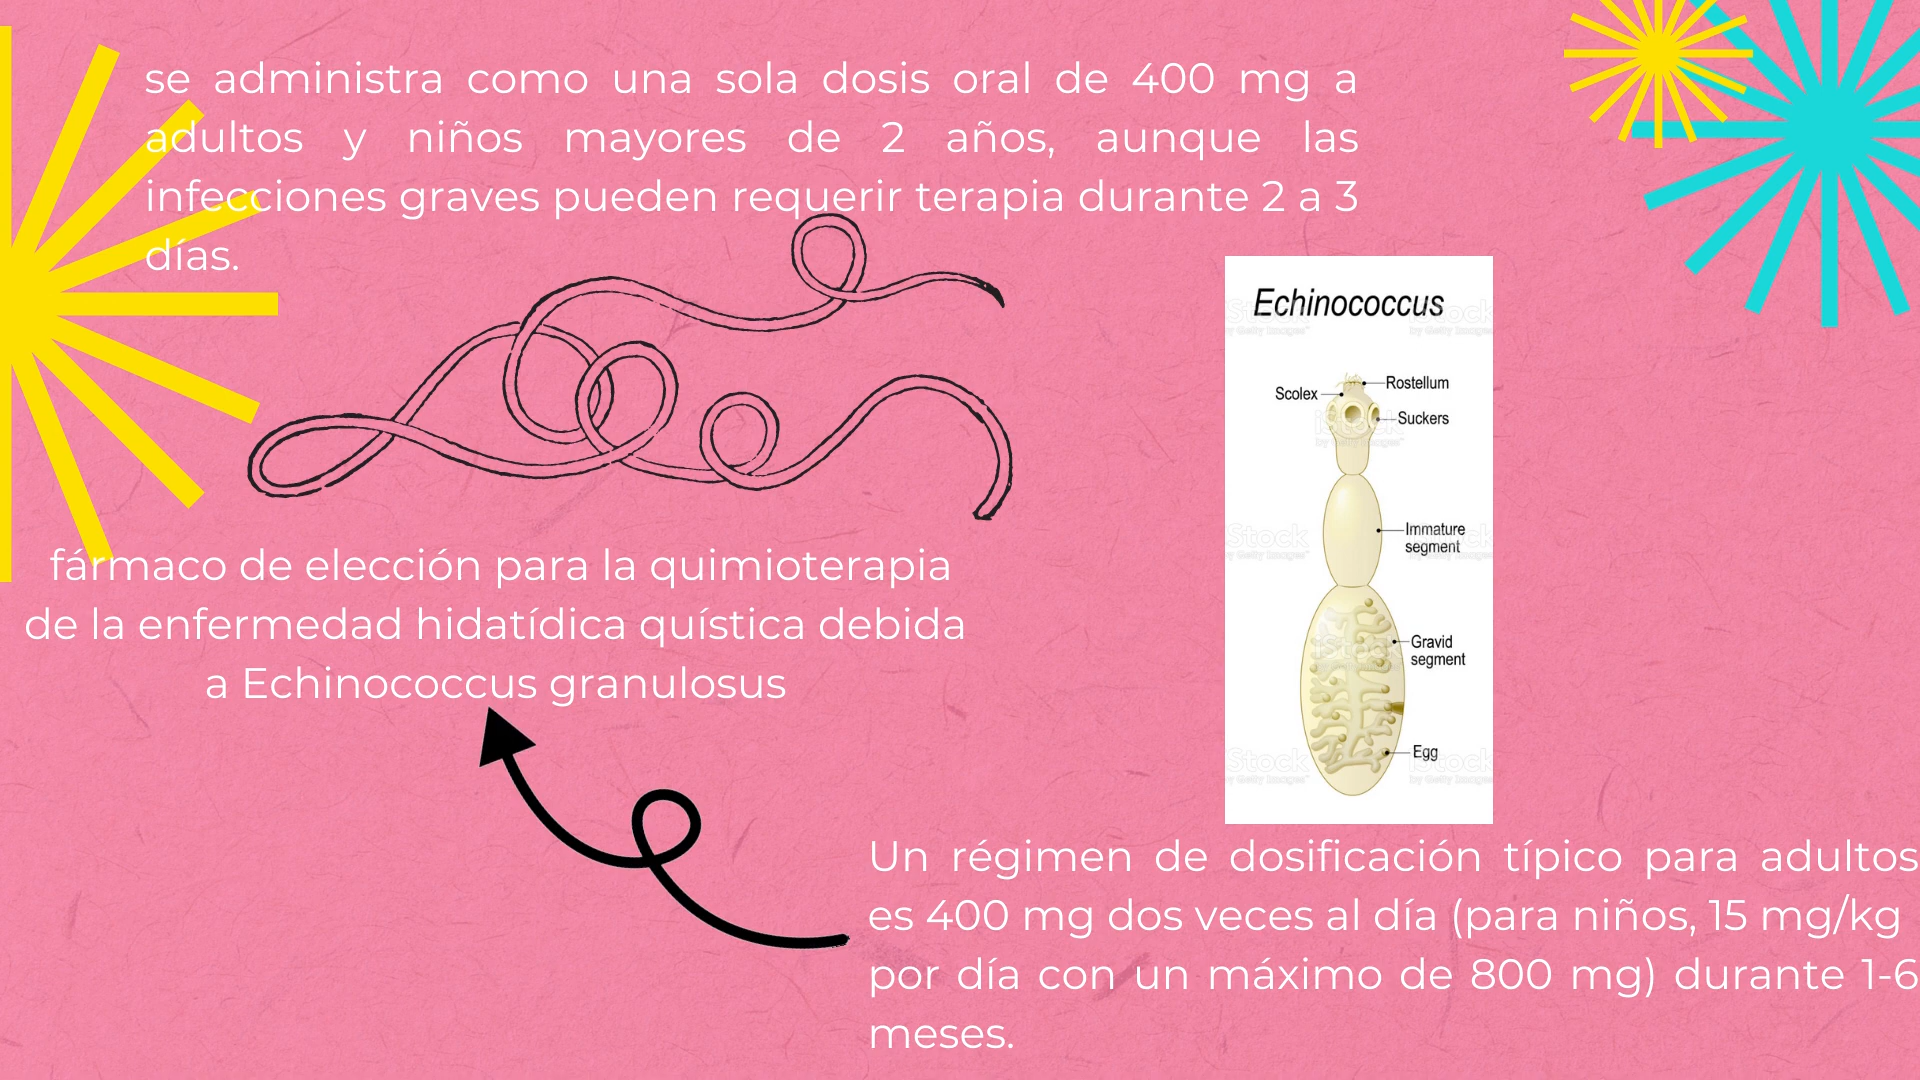 se administra como una sola dosis oral de 400 mg a
adultos y niños mayores de 2 años, aunque las
infecciones graves pueden requerir terapia durante 2 a 3
días.
Echinococcus
Rostellum
Scolex
Suckers
Immature
segment
Gravid
segment
Egg
fármaco de elección para la quimioterapia
de la enfermedad hidatídica quística debida
a Echinococcus granulosus
Un régimen de dosificación típico para adultos
es 400 mg dos veces al día (para niños, 15 mg/kg
por día con un máximo de 800 mg) durante 1-6
meses.
iStock
by Getty Images™